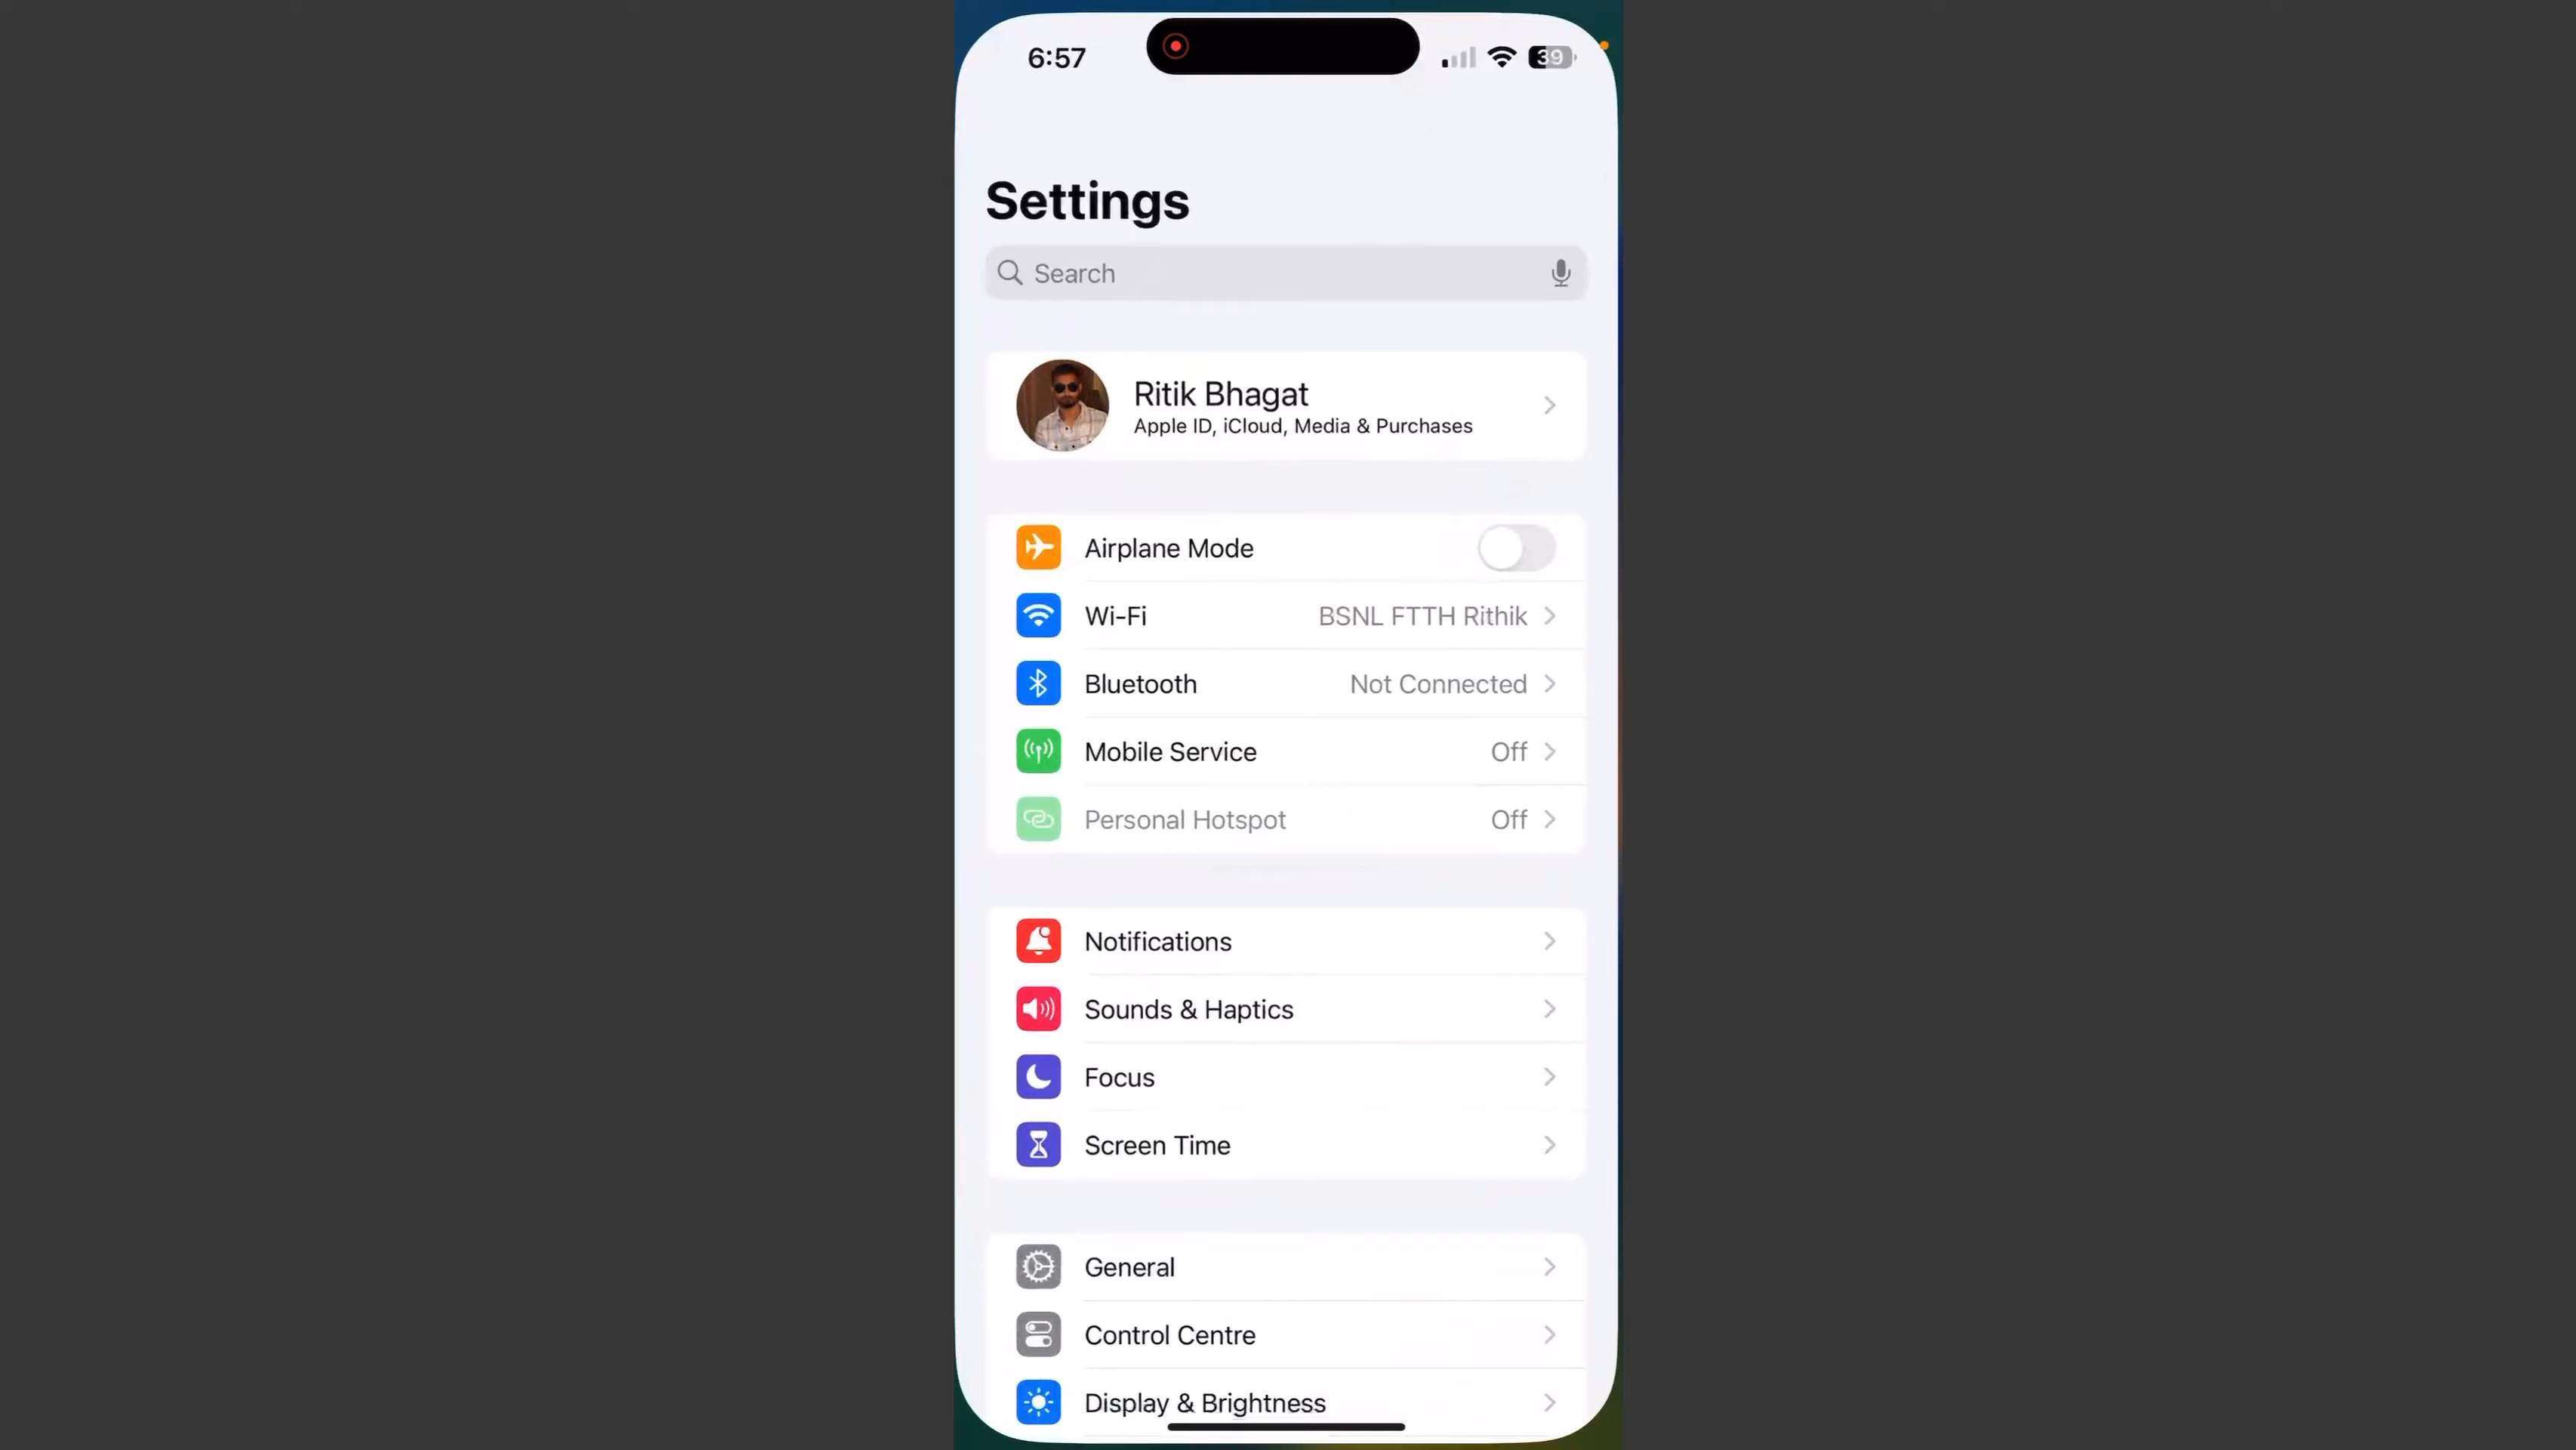 6:57
39
Settings
Search
Ritik Bhagat
Apple ID, iCloud, Media & Purchases
Airplane Mode
Wi-Fi BSNL FTTH Rithik
Bluetooth Not Connected
Mobile Service Off
Personal Hotspot Off
Notifications
Sounds & Haptics
Focus
Screen Time
General
Control Centre
Display & Brightness